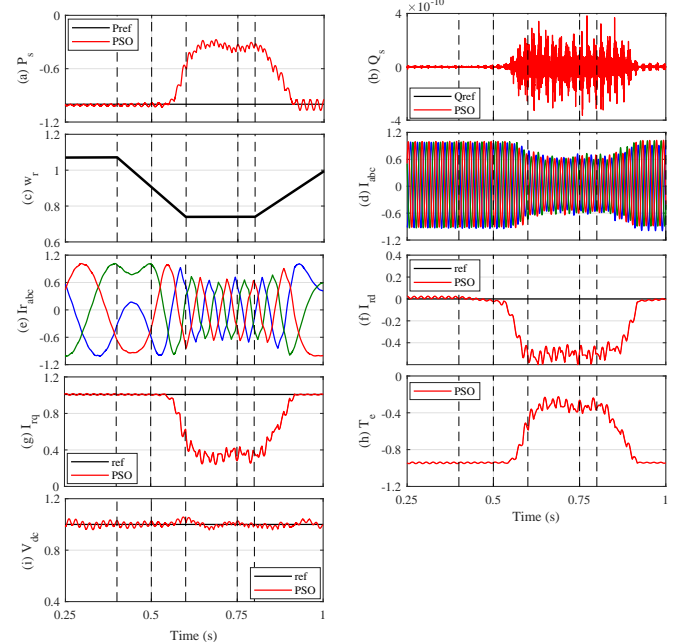 (a) P_s
0
-0.6
-1.2
Pref
PSO
(b) Q_s
4
×10^-10
0
-4
Qref
PSO
(c) w_r
1.2
1
0.8
0.6
(d) I_abc
1.2
0.6
0
-0.6
-1.2
(e) Ir_abc
1.2
0.6
0
-0.6
-1.2
(f) I_rd
0.4
0.2
0
-0.4
ref
PSO
(g) I_rq
1
0.8
0.4
0
ref
PSO
(h) T_e
0
-0.4
-0.8
-1.2
PSO
0.25 0.5 0.75 1
Time (s)
(i) V_dc
1.2
1.0
0.8
0.4
ref
PSO
0.25 0.5 0.75 1
Time (s)